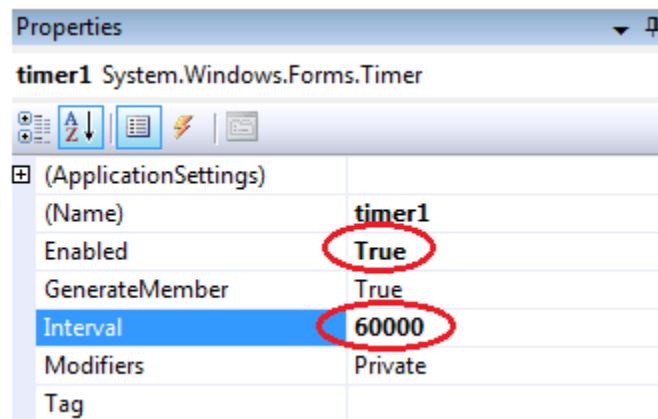 Properties
timer1 System.Windows.Forms.Timer
(ApplicationSettings)
(Name) timer1
Enabled True
GenerateMember True
Interval 60000
Modifiers Private
Tag